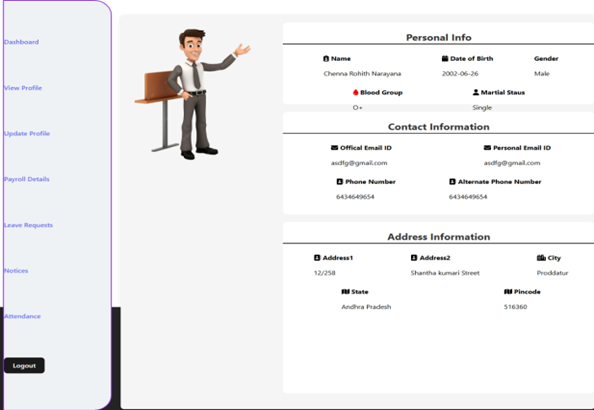 Dashboard
View Profile
Update Profile
Payroll Details
Leave Requests
Notices
Attendance
Logout
Personal Info
Name Date of Birth Gender
Chenna Rohith Narayana 2002-06-26 Male
Blood Group Martial Staus
O+ Single
Contact Information
Offical Email ID Personal Email ID
asdfg@gmail.com asdfg@gmail.com
Phone Number Alternate Phone Number
6434649654 6434649654
Address Information
Address1 Address2 City
12/258 Shantha kumari Street Proddatur
State Pincode
Andhra Pradesh 516360